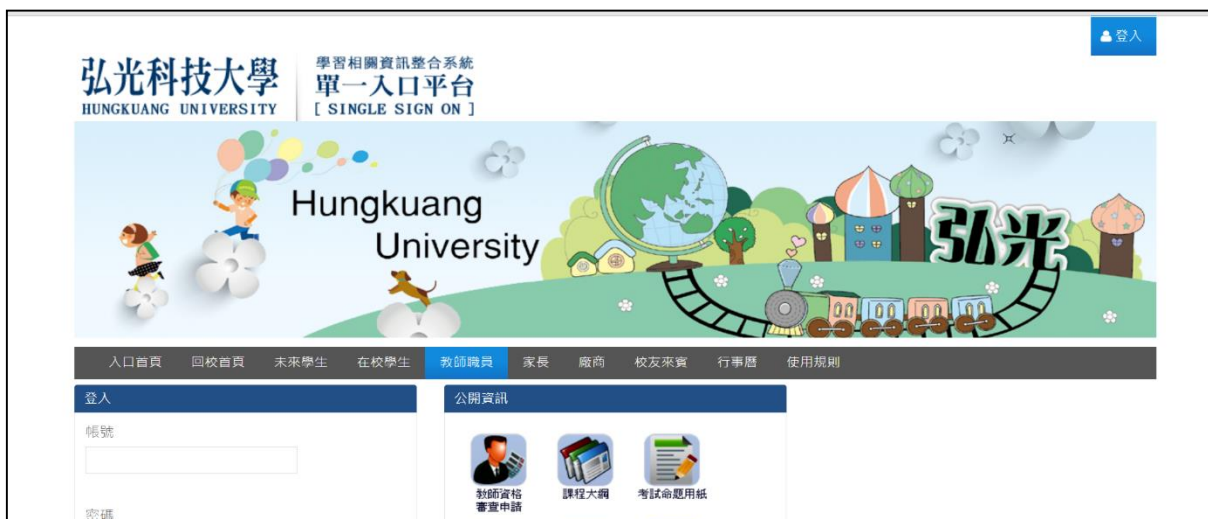 登入
弘光科技大學
HUNGKUANG UNIVERSITY
學習相關資訊整合系統
單一入口平台
[ SINGLE SIGN ON ]
Hungkuang
University
弘光
入口首頁 回校首頁 未來學生 在校學生 教師職員 家長 廠商 校友來賓 行事曆 使用規則
登入
帳號
密碼
公開資訊
教師資格
審查申請
課程大綱
考試命題用紙